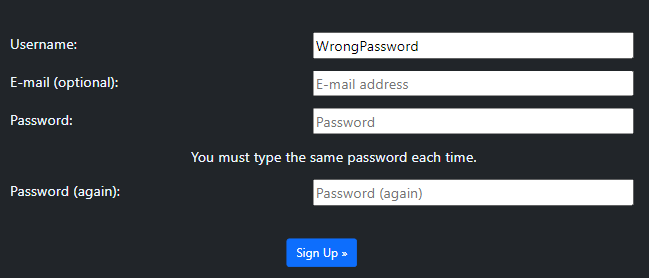 Username: WrongPassword
E-mail (optional): E-mail address
Password: Password
You must type the same password each time.
Password (again): Password (again)
Sign Up »